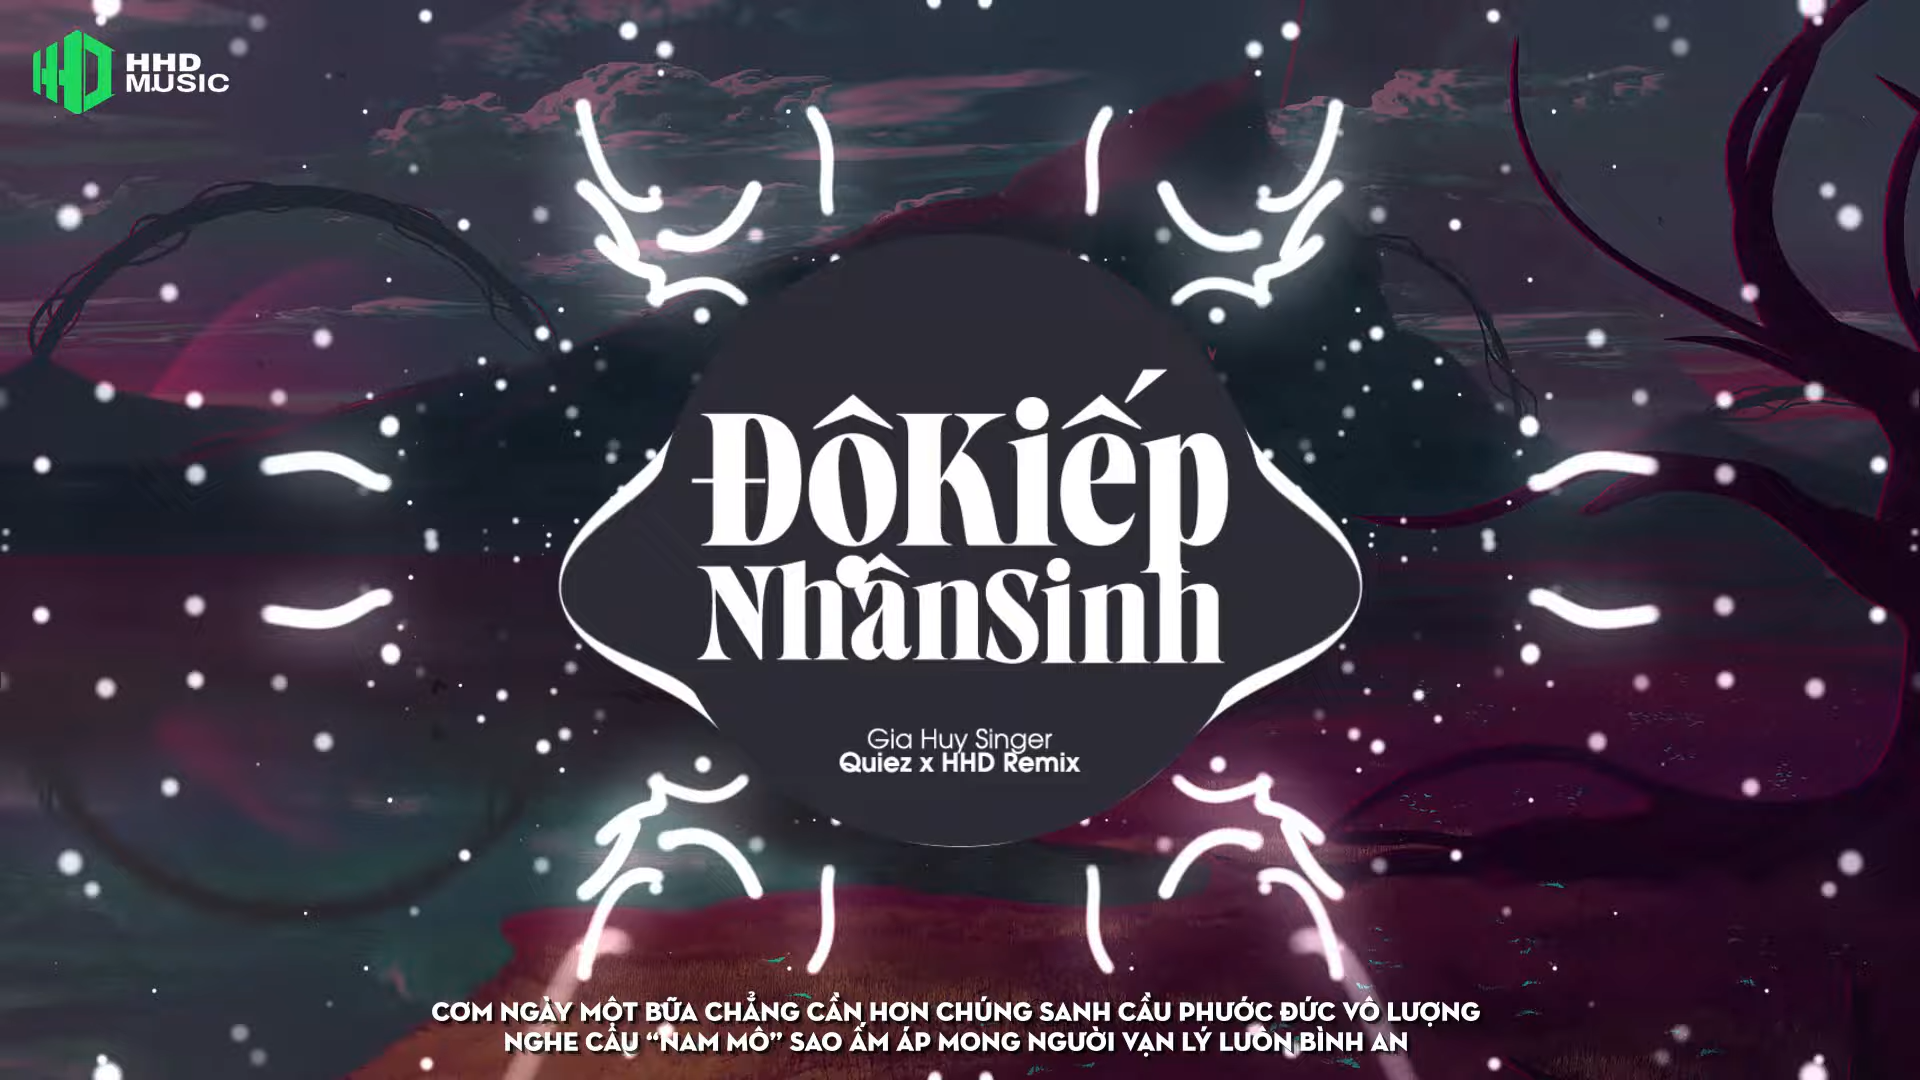 HHD
MUSIC
Độ Kiếp
Nhân Sinh
Gia Huy Singer
Quiez x HHD Remix
CƠM NGÀY MỘT BỮA CHẲNG CẦN HƠN CHÚNG SANH CẦU PHƯỚC ĐỨC VÔ LƯỢNG
NGHE CÂU “NAM MÔ” SAO ẤM ÁP MONG NGƯỜI VẠN LÝ LUÔN BÌNH AN